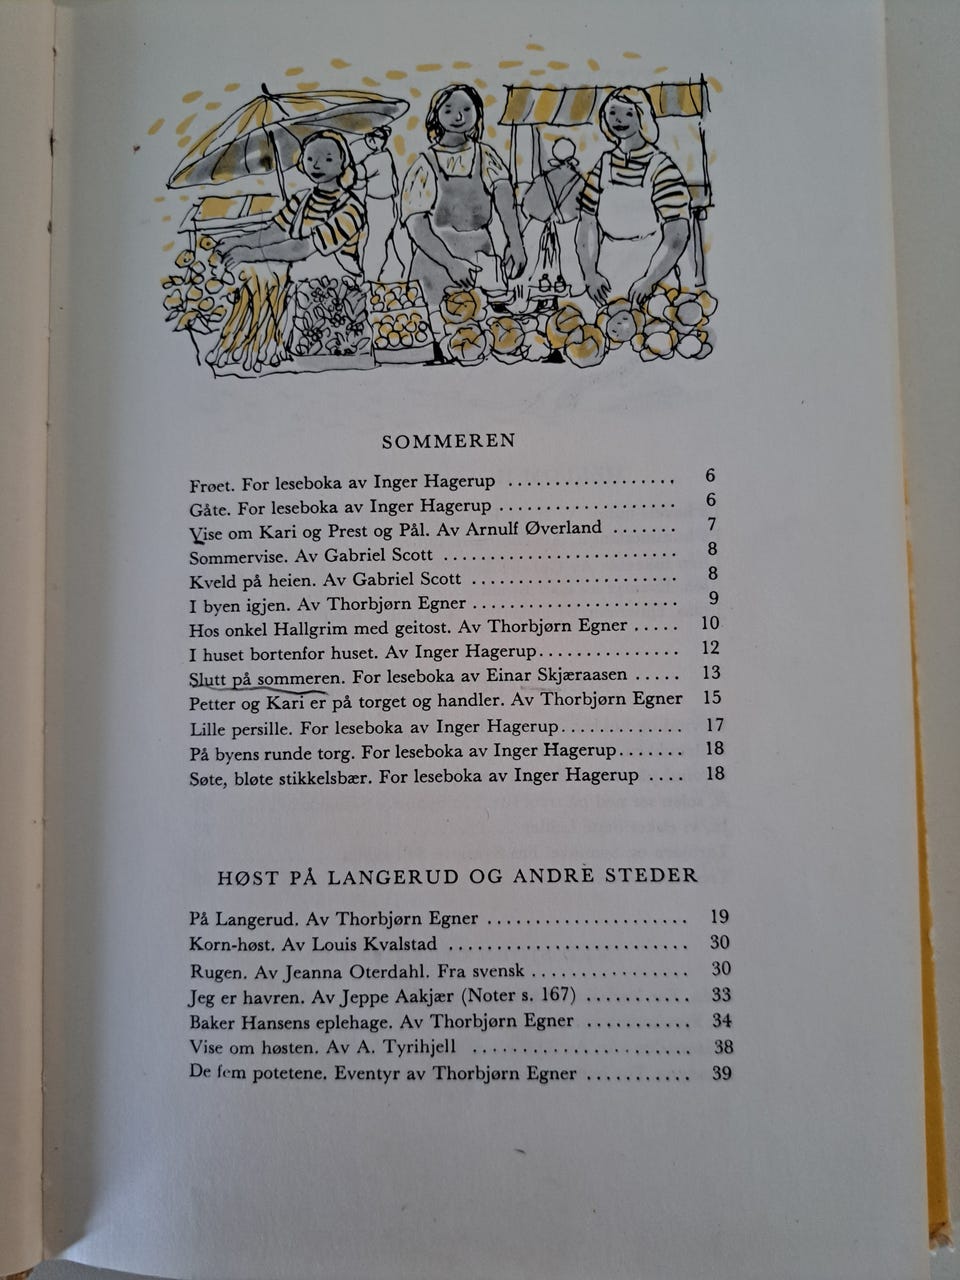 SOMMEREN
Frøet. For leseboka av Inger Hagerup .................. 6
Gåte. For leseboka av Inger Hagerup ................... 6
Vise om Kari og Prest og Pål. Av Arnulf Øverland ....... 7
Sommervise. Av Gabriel Scott ......................... 8
Kveld på heien. Av Gabriel Scott ...................... 8
I byen igjen. Av Thorbjørn Egner ...................... 9
Hos onkel Hallgrim med geitost. Av Thorbjørn Egner ..... 10
I huset bortenfor huset. Av Inger Hagerup............... 12
Slutt på sommeren. For leseboka av Einar Skjæraasen ..... 13
Petter og Kari er på torget og handler. Av Thorbjørn Egner 15
Lille persille. For leseboka av Inger Hagerup............ 17
På byens runde torg. For leseboka av Inger Hagerup....... 18
Søte, bløte stikkelsbær. For leseboka av Inger Hagerup .... 18
HØST PÅ LANGERUD OG ANDRE STEDER
På Langerud. Av Thorbjørn Egner ..................... 19
Korn-høst. Av Louis Kvalstad ......................... 30
Rugen. Av Jeanna Oterdahl. Fra svensk ................ 30
Jeg er havren. Av Jeppe Aakjær (Noter s. 167) ........... 33
Baker Hansens eplehage. Av Thorbjørn Egner ........... 34
Vise om høsten. Av A. Tyrihjell ...................... 38
De fem potetene. Eventyr av Thorbjørn Egner ........... 39